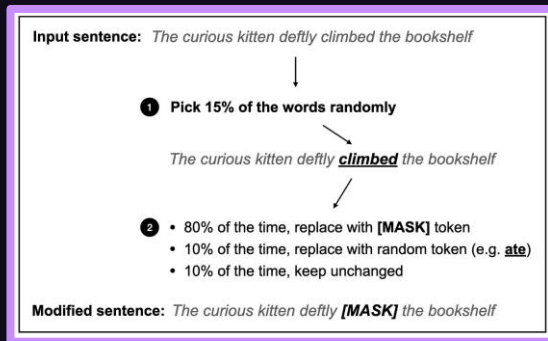 Input sentence: The curious kitten deftly climbed the bookshelf
1 Pick 15% of the words randomly
The curious kitten deftly climbed the bookshelf
2 • 80% of the time, replace with [MASK] token
• 10% of the time, replace with random token (e.g. ate)
• 10% of the time, keep unchanged
Modified sentence: The curious kitten deftly [MASK] the bookshelf